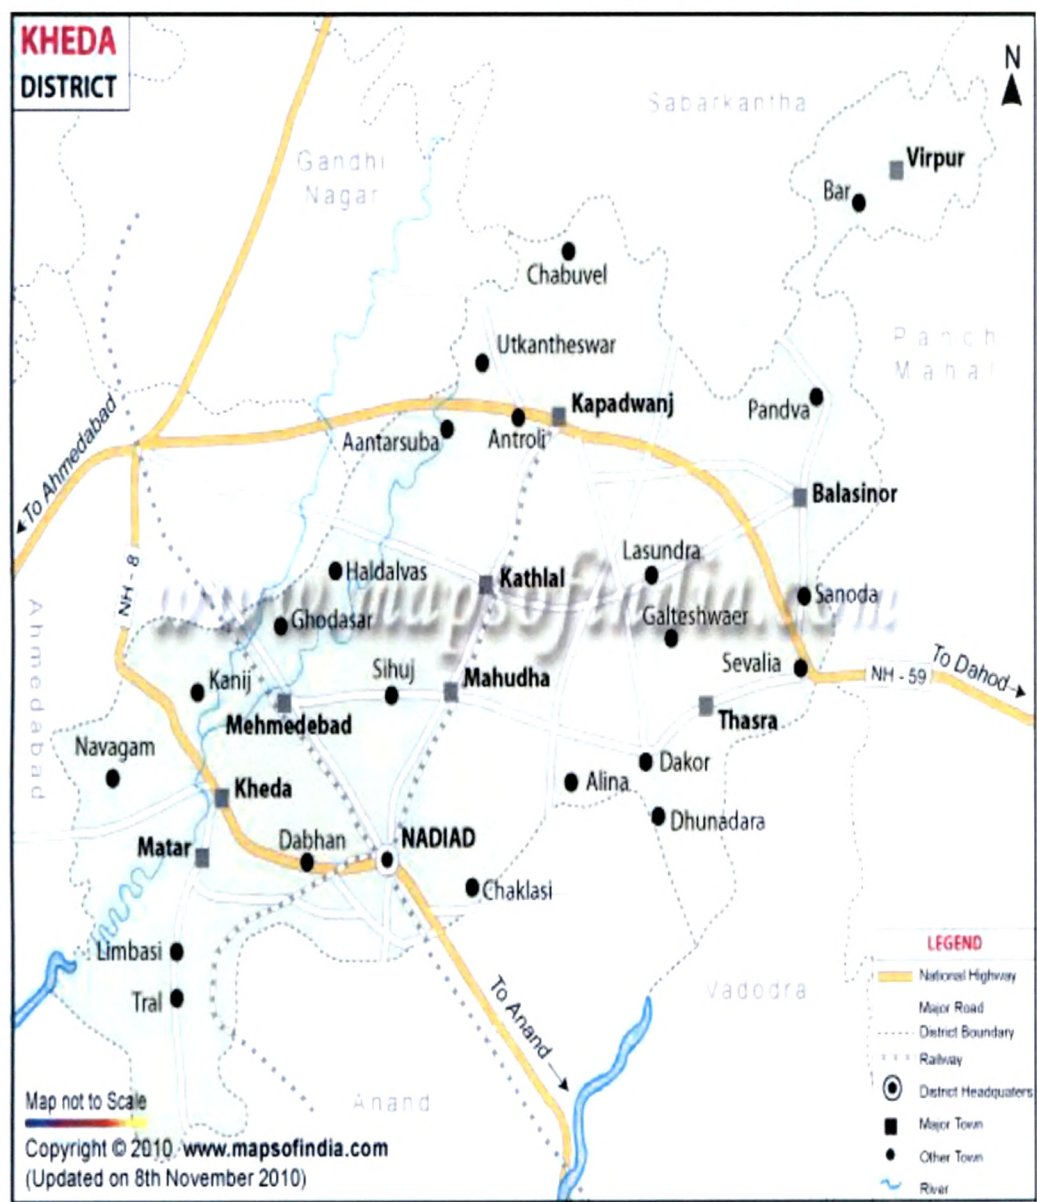 KHEDA
DISTRICT
N
Sabarkantha
Gandhi
Nagar
Virpur
Bar
Chabuvel
Utkantheswar
Panch
Mahal
Kapadwanj
Pandva
Aantarsuba
Antroli
To Ahmedabad
Balasinor
NH - 8
Haldalvas
Lasundra
Kathlal
www.mapsofindia.com
Ghodasar
Galteshwaer
Sanoda
Ahmedabad
Kanij
Sihuj
Mahudha
Sevalia
NH - 59
To Dahod
Mehmedebad
Thasra
Navagam
Dakor
Kheda
Alina
Dhunadara
Matar
Dabhan
NADIAD
Chaklasi
Limbasi
Tral
To Anand
Vadodra
Anand
LEGEND
National Highway
Major Road
District Boundary
Railway
District Headquaters
Major Town
Other Town
River
Map not to Scale
Copyright © 2010 www.mapsofindia.com
(Updated on 8th November 2010)